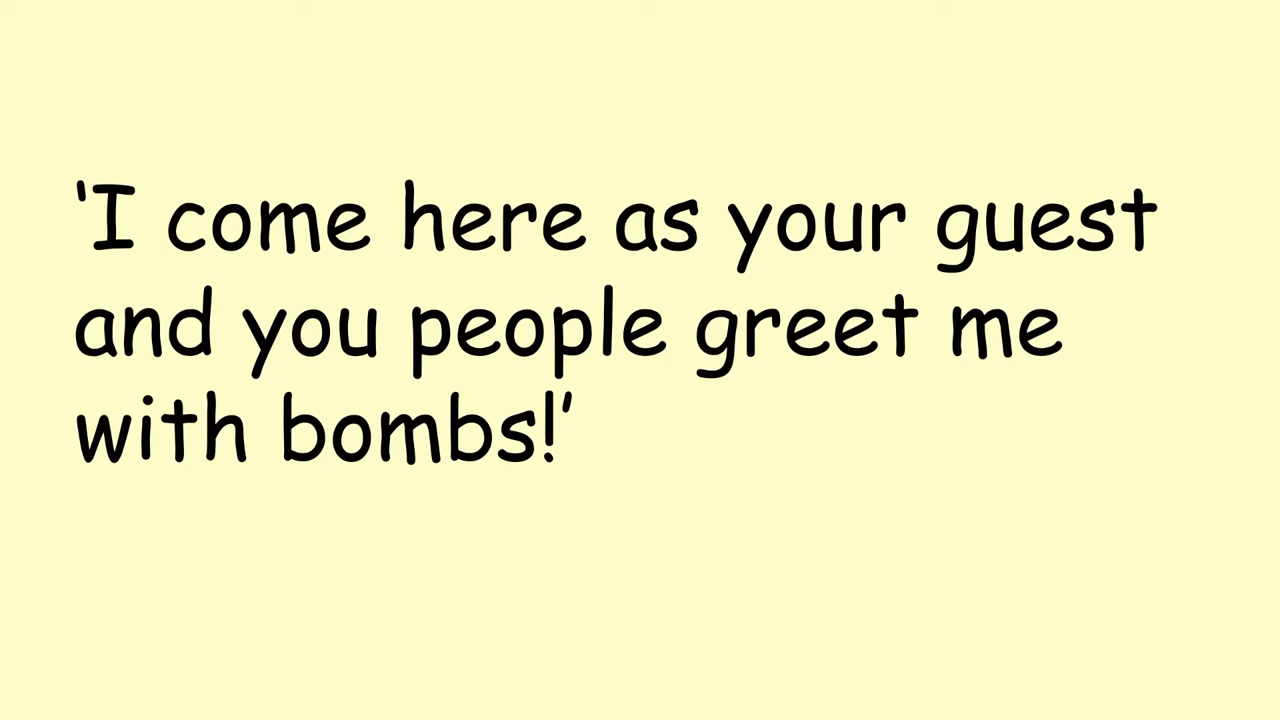 ‘I come here as your guest
and you people greet me
with bombs!’